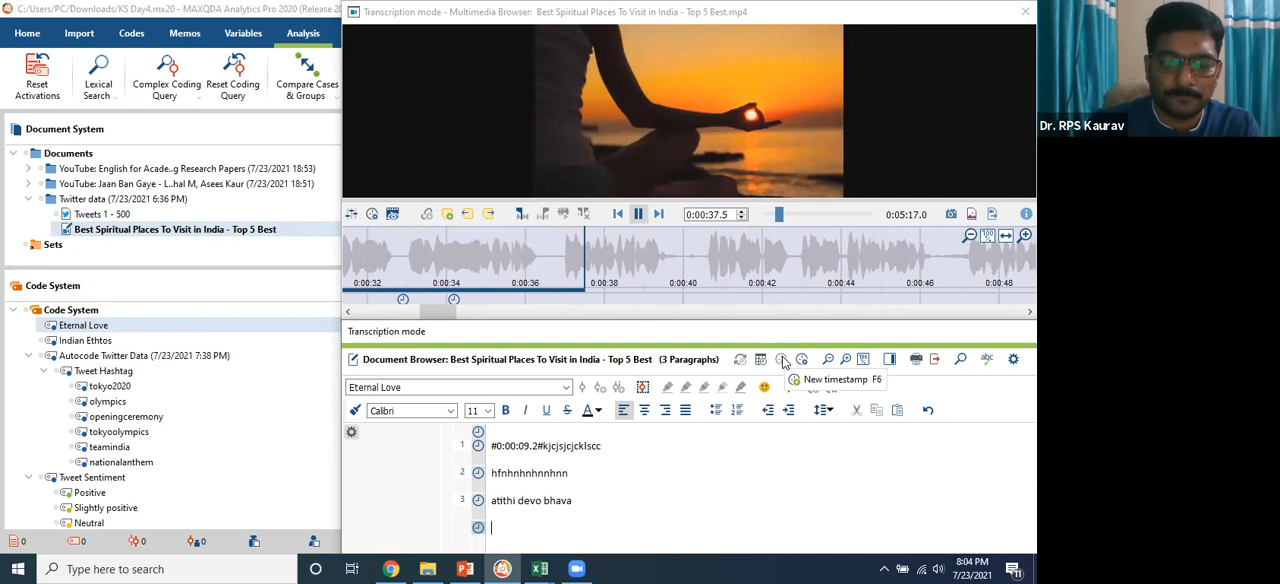 C:/Users/PC/Downloads/KS Day4.mx20 - MAXQDA Analytics Pro 2020 (Release 2
Home Import Codes Memos Variables Analysis
Reset Activations
Lexical Search
Complex Coding Query
Reset Coding Query
Compare Cases & Groups
Document System
Documents
YouTube: English for Acade...g Research Papers (7/23/2021 18:53)
YouTube: Jaan Ban Gaye - L...hal M, Asees Kaur (7/23/2021 18:51)
Twitter data (7/23/2021 6:36 PM)
Tweets 1 - 500
Best Spiritual Places To Visit in India - Top 5 Best
Sets
Code System
Code System
Eternal Love
Indian Ethtos
Autocode Twitter Data (7/23/2021 7:38 PM)
Tweet Hashtag
tokyo2020
olympics
openingceremony
tokyoolympics
teamindia
nationalanthem
Tweet Sentiment
Positive
Slightly positive
Neutral
0 0 0 0
Transcription mode - Multimedia Browser: Best Spiritual Places To Visit in India - Top 5 Best.mp4
0:00:37.5 0:05:17.0
100 %
0:00:32 0:00:34 0:00:36 0:00:38 0:00:40 0:00:42 0:00:44 0:00:46 0:00:48
Transcription mode
Document Browser: Best Spiritual Places To Visit in India - Top 5 Best (3 Paragraphs)
New timestamp F6
Eternal Love
Calibri 11 B I U S A
1 #0:00:09.2#kjcjsjcjcklscc
2 hfnhnhnhnnhnn
3 atithi devo bhava
Dr. RPS Kaurav
Type here to search
8:04 PM
7/23/2021
11